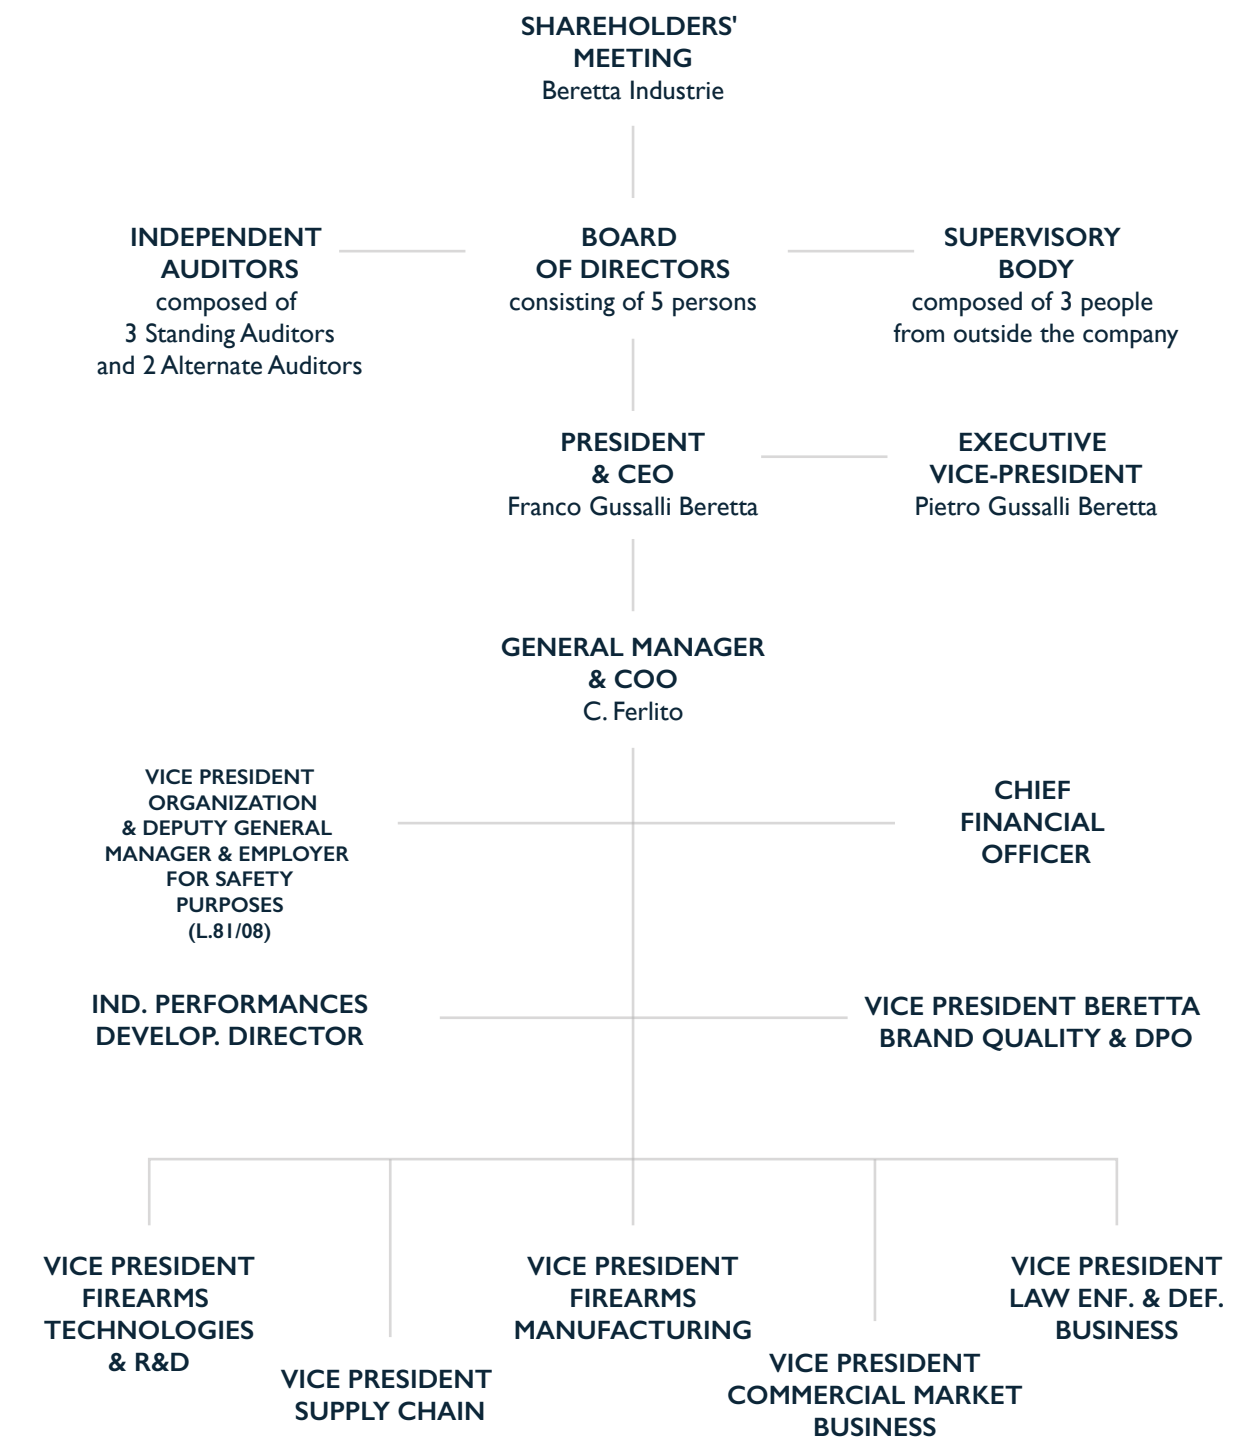 SHAREHOLDERS'
MEETING
Beretta Industrie
INDEPENDENT
AUDITORS
composed of
3 Standing Auditors
and 2 Alternate Auditors
BOARD
OF DIRECTORS
consisting of 5 persons
SUPERVISORY
BODY
composed of 3 people
from outside the company
PRESIDENT
& CEO
Franco Gussalli Beretta
EXECUTIVE
VICE-PRESIDENT
Pietro Gussalli Beretta
GENERAL MANAGER
& COO
C. Ferlito
VICE PRESIDENT
ORGANIZATION
& DEPUTY GENERAL
MANAGER & EMPLOYER
FOR SAFETY
PURPOSES
(L.81/08)
CHIEF
FINANCIAL
OFFICER
IND. PERFORMANCES
DEVELOP. DIRECTOR
VICE PRESIDENT BERETTA
BRAND QUALITY & DPO
VICE PRESIDENT
FIREARMS
TECHNOLOGIES
& R&D
VICE PRESIDENT
SUPPLY CHAIN
VICE PRESIDENT
FIREARMS
MANUFACTURING
VICE PRESIDENT
COMMERCIAL MARKET
BUSINESS
VICE PRESIDENT
LAW ENF. & DEF.
BUSINESS